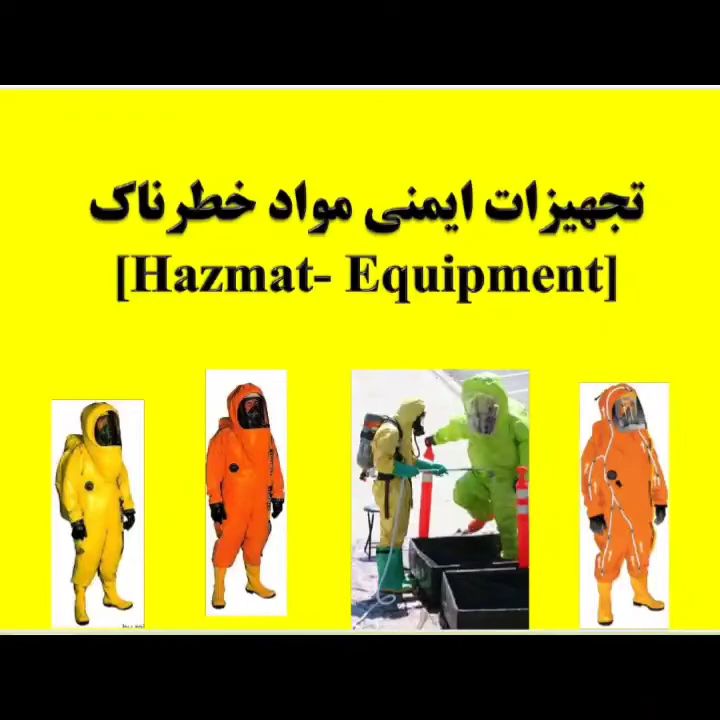 تجهیزات ایمنی مواد خطرناک
[Hazmat- Equipment]